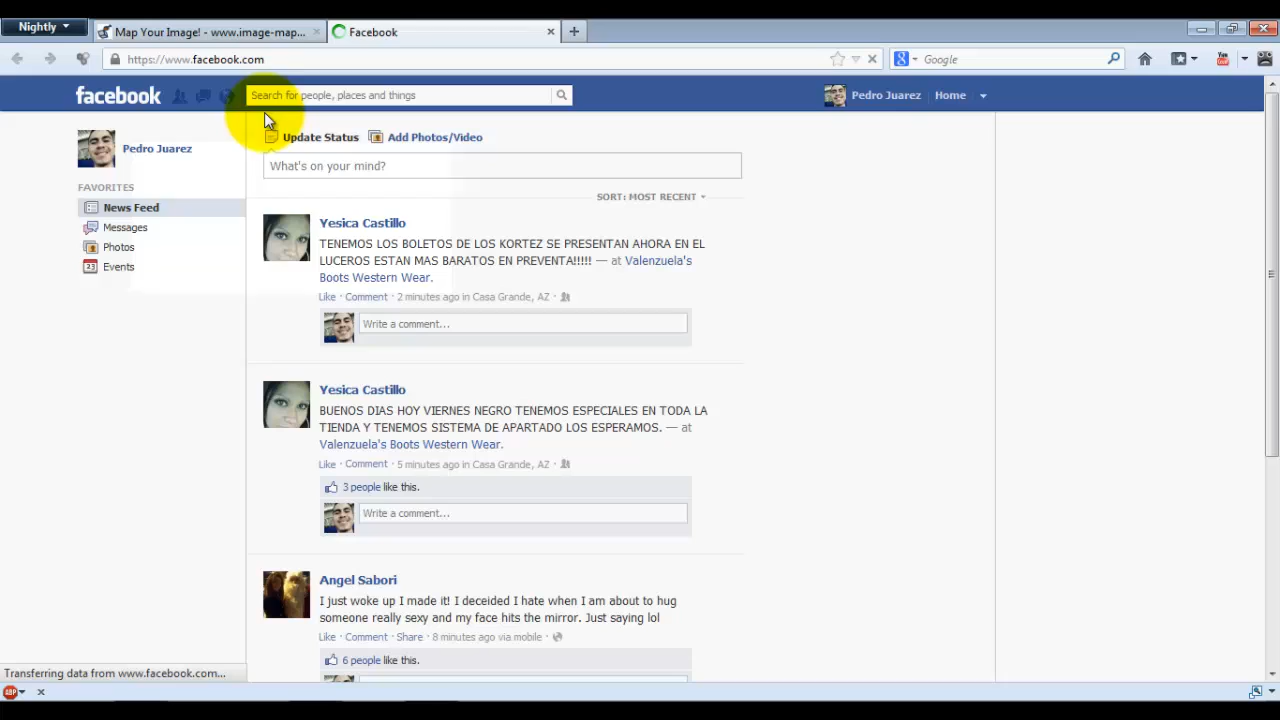 Nightly
Map Your Image! - www.image-map...
Facebook
https://www.facebook.com
Google
facebook
Search for people, places and things
Pedro Juarez
Home
Pedro Juarez
FAVORITES
News Feed
Messages
Photos
23 Events
Update Status
Add Photos/Video
What's on your mind?
SORT: MOST RECENT
Yesica Castillo
TENEMOS LOS BOLETOS DE LOS KORTEZ SE PRESENTAN AHORA EN EL
LUCEROS ESTAN MAS BARATOS EN PREVENTA!!!!! — at Valenzuela's
Boots Western Wear.
Like · Comment · 2 minutes ago in Casa Grande, AZ ·
Write a comment...
Yesica Castillo
BUENOS DIAS HOY VIERNES NEGRO TENEMOS ESPECIALES EN TODA LA
TIENDA Y TENEMOS SISTEMA DE APARTADO LOS ESPERAMOS. — at
Valenzuela's Boots Western Wear.
Like · Comment · 5 minutes ago in Casa Grande, AZ ·
3 people like this.
Write a comment...
Angel Sabori
I just woke up I made it! I deceided I hate when I am about to hug
someone really sexy and my face hits the mirror. Just saying lol
Like · Comment · Share · 8 minutes ago via mobile ·
6 people like this.
Transferring data from www.facebook.com...
ABP